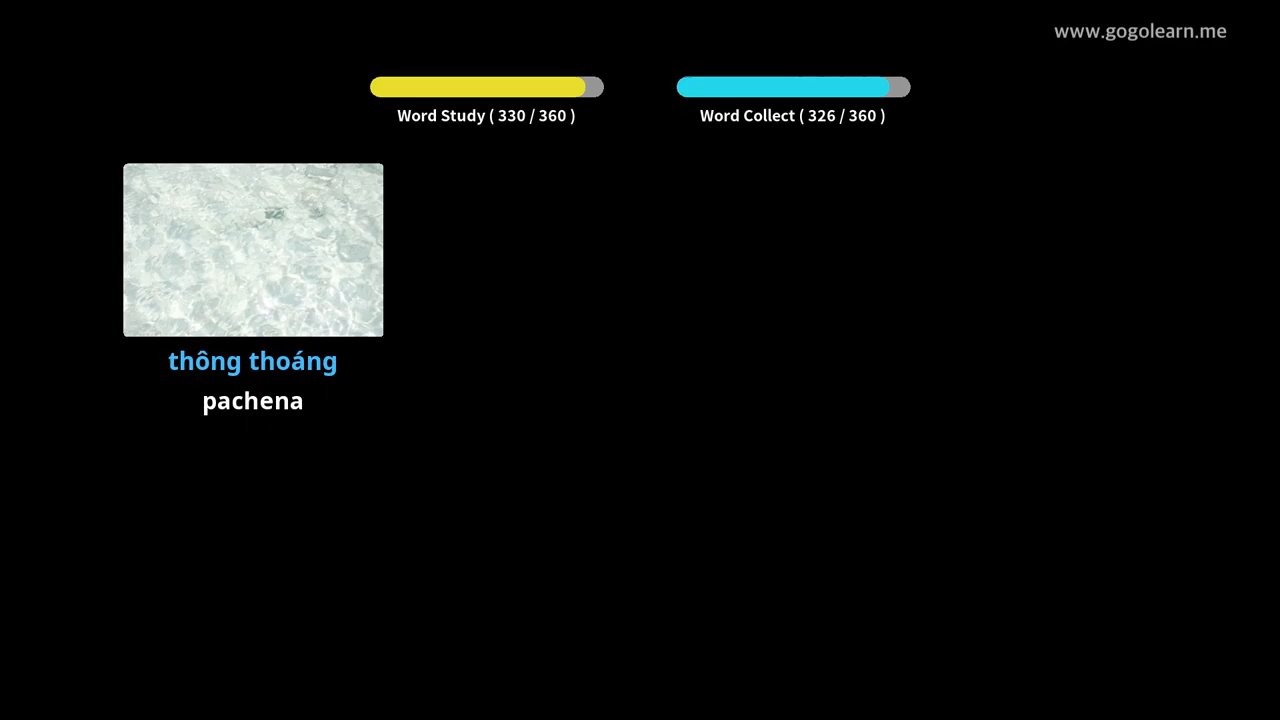 www.gogolearn.me
Word Study ( 330 / 360 )
Word Collect ( 326 / 360 )
thông thoáng
pachena